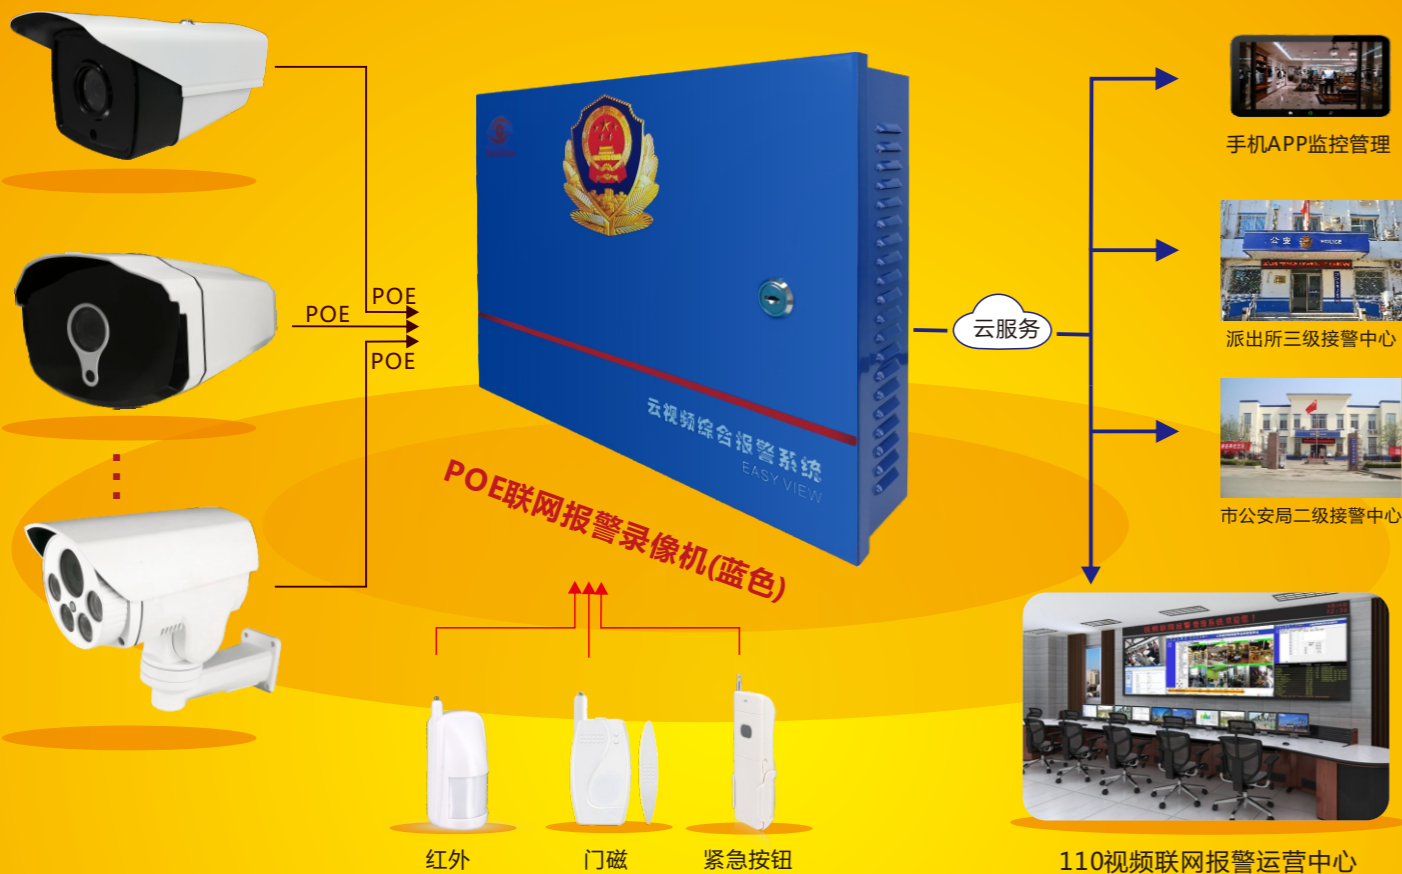 手机APP监控管理
公安
POLICE
派出所三级接警中心
POE
POE
POE
云服务
云视频综合报警系统
EASY VIEW
POE联网报警录像机(蓝色)
市公安局二级接警中心
红外
门磁
紧急按钮
110视频联网报警运营中心